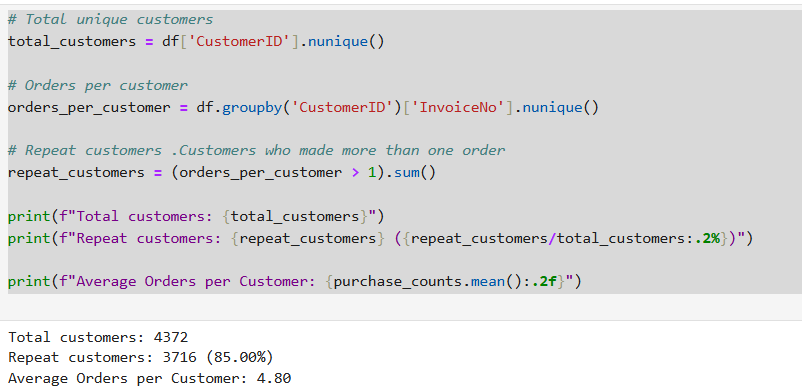 # Total unique customers
total_customers = df['CustomerID'].nunique()
# Orders per customer
orders_per_customer = df.groupby('CustomerID')['InvoiceNo'].nunique()
# Repeat customers .Customers who made more than one order
repeat_customers = (orders_per_customer > 1).sum()
print(f"Total customers: {total_customers}")
print(f"Repeat customers: {repeat_customers} ({repeat_customers/total_customers:.2%})")
print(f"Average Orders per Customer: {purchase_counts.mean():.2f}")
Total customers: 4372
Repeat customers: 3716 (85.00%)
Average Orders per Customer: 4.80